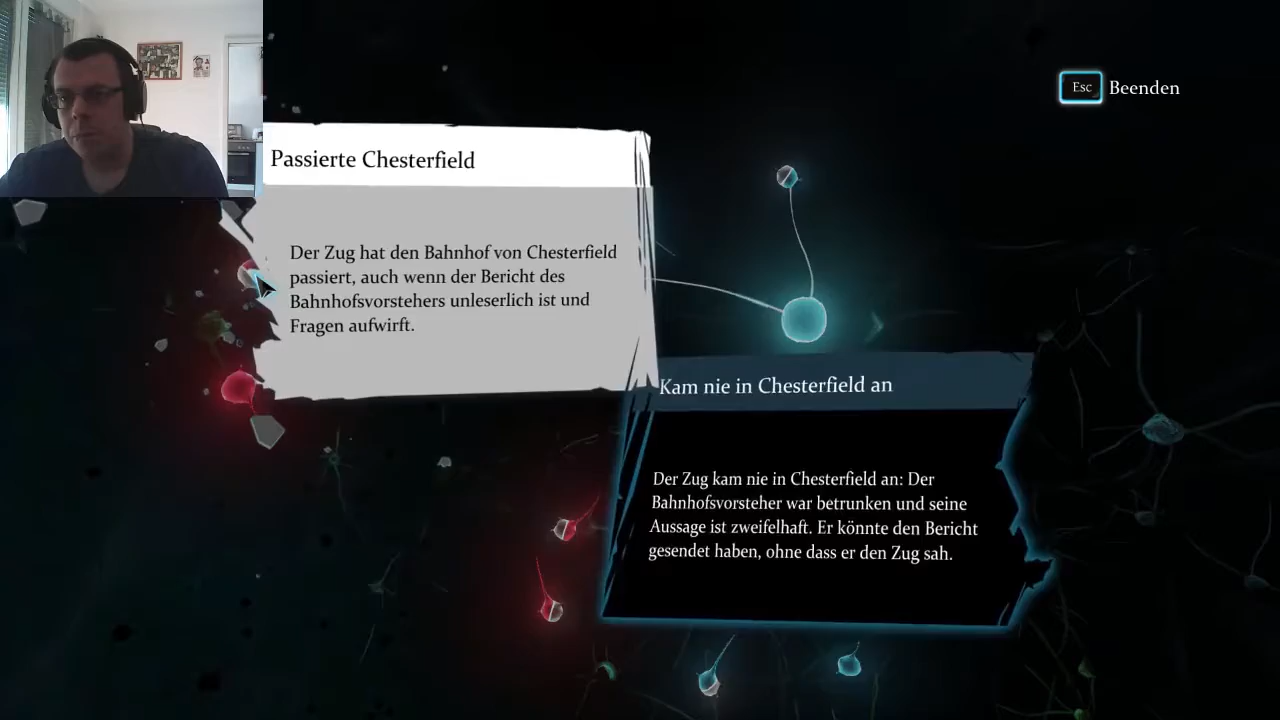 Esc Beenden
Passierte Chesterfield
Der Zug hat den Bahnhof von Chesterfield
passiert, auch wenn der Bericht des
Bahnhofsvorstehers unleserlich ist und
Fragen aufwirft.
Kam nie in Chesterfield an
Der Zug kam nie in Chesterfield an: Der
Bahnhofsvorsteher war betrunken und seine
Aussage ist zweifelhaft. Er könnte den Bericht
gesendet haben, ohne dass er den Zug sah.